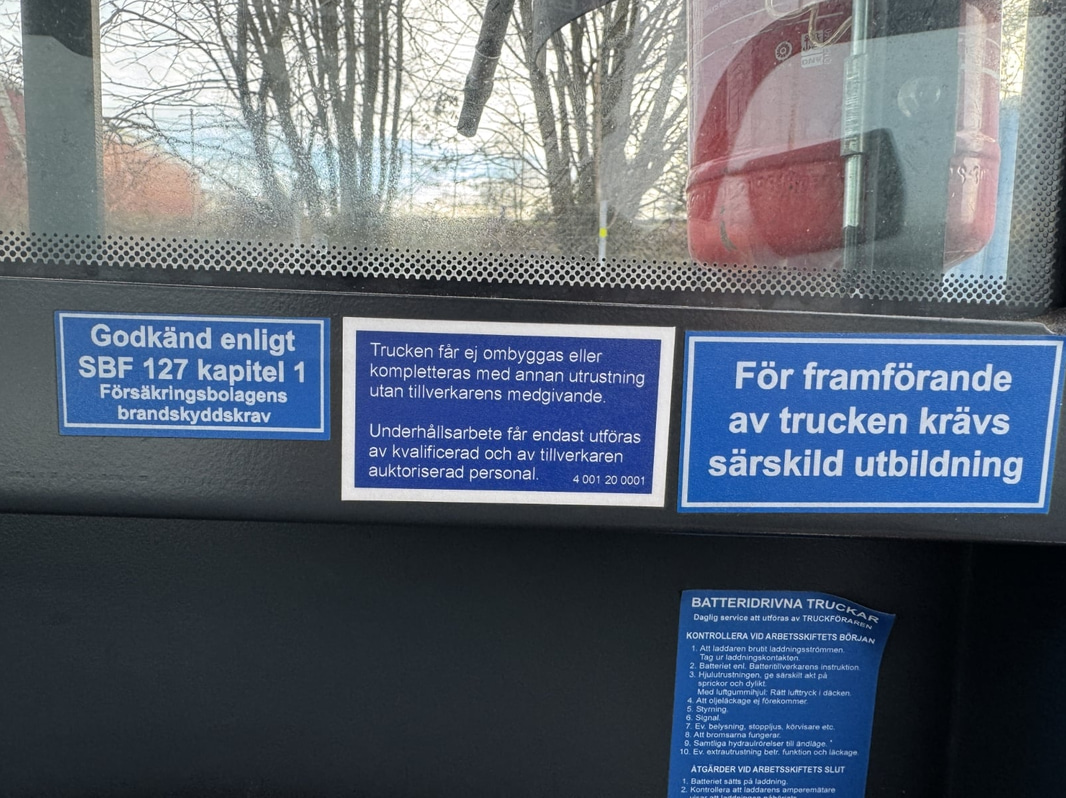 Godkänd enligt
SBF 127 kapitel 1
Försäkringsbolagens
brandskyddskrav
Trucken får ej ombyggas eller
kompletteras med annan utrustning
utan tillverkarens medgivande.
Underhållsarbete får endast utföras
av kvalificerad och av tillverkaren
auktoriserad personal.
4 001 20 0001
För framförande
av trucken krävs
särskild utbildning
BATTERIDRIVNA TRUCKAR
Daglig service att utföras av TRUCKFÖRAREN
KONTROLLERA VID ARBETSSKIFTETS BÖRJAN
1. Att laddaren brutit laddningsströmmen.
Tag ur laddningskontakten.
2. Batteriet enl. Batteritillverkarens instruktion.
3. Hjulutrustningen, ge särskilt akt på
sprickor och dylikt.
Med luftgummihjul: Rätt lufttryck i däcken.
4. Att oljeläckage ej förekommer.
5. Styrning.
6. Signal.
7. Ev. belysning, stoppljus, körvisare etc.
8. Att bromsarna fungerar.
9. Samtliga hydraulrörelser till ändläge.
10. Ev. extrautrustning betr. funktion och läckage.
ÅTGÄRDER VID ARBETSSKIFTETS SLUT
1. Batteriet sätts på laddning.
2. Kontrollera att laddarens amperemätare